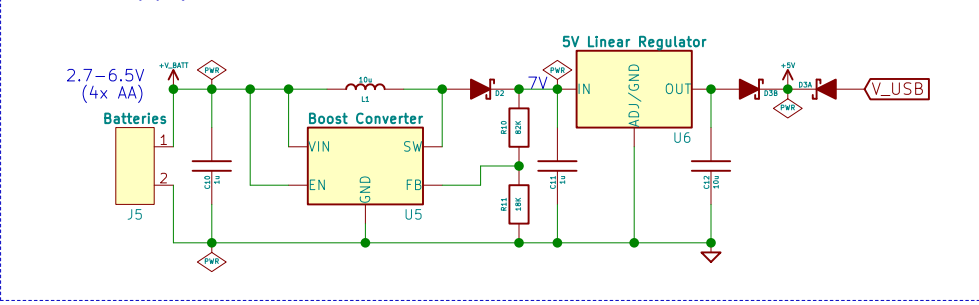 5V Linear Regulator
2.7-6.5V
(4x AA)
+V_BATT
PWR
10u
L1
7V
D2
PWR
IN
ADJ/GND
OUT
U6
D3B
+5V
D3A
PWR
V_USB
Batteries
1
2
J5
C10
1u
PWR
Boost Converter
VIN
SW
EN
GND
FB
U5
R10
82K
R11
18K
C11
1u
C12
10u